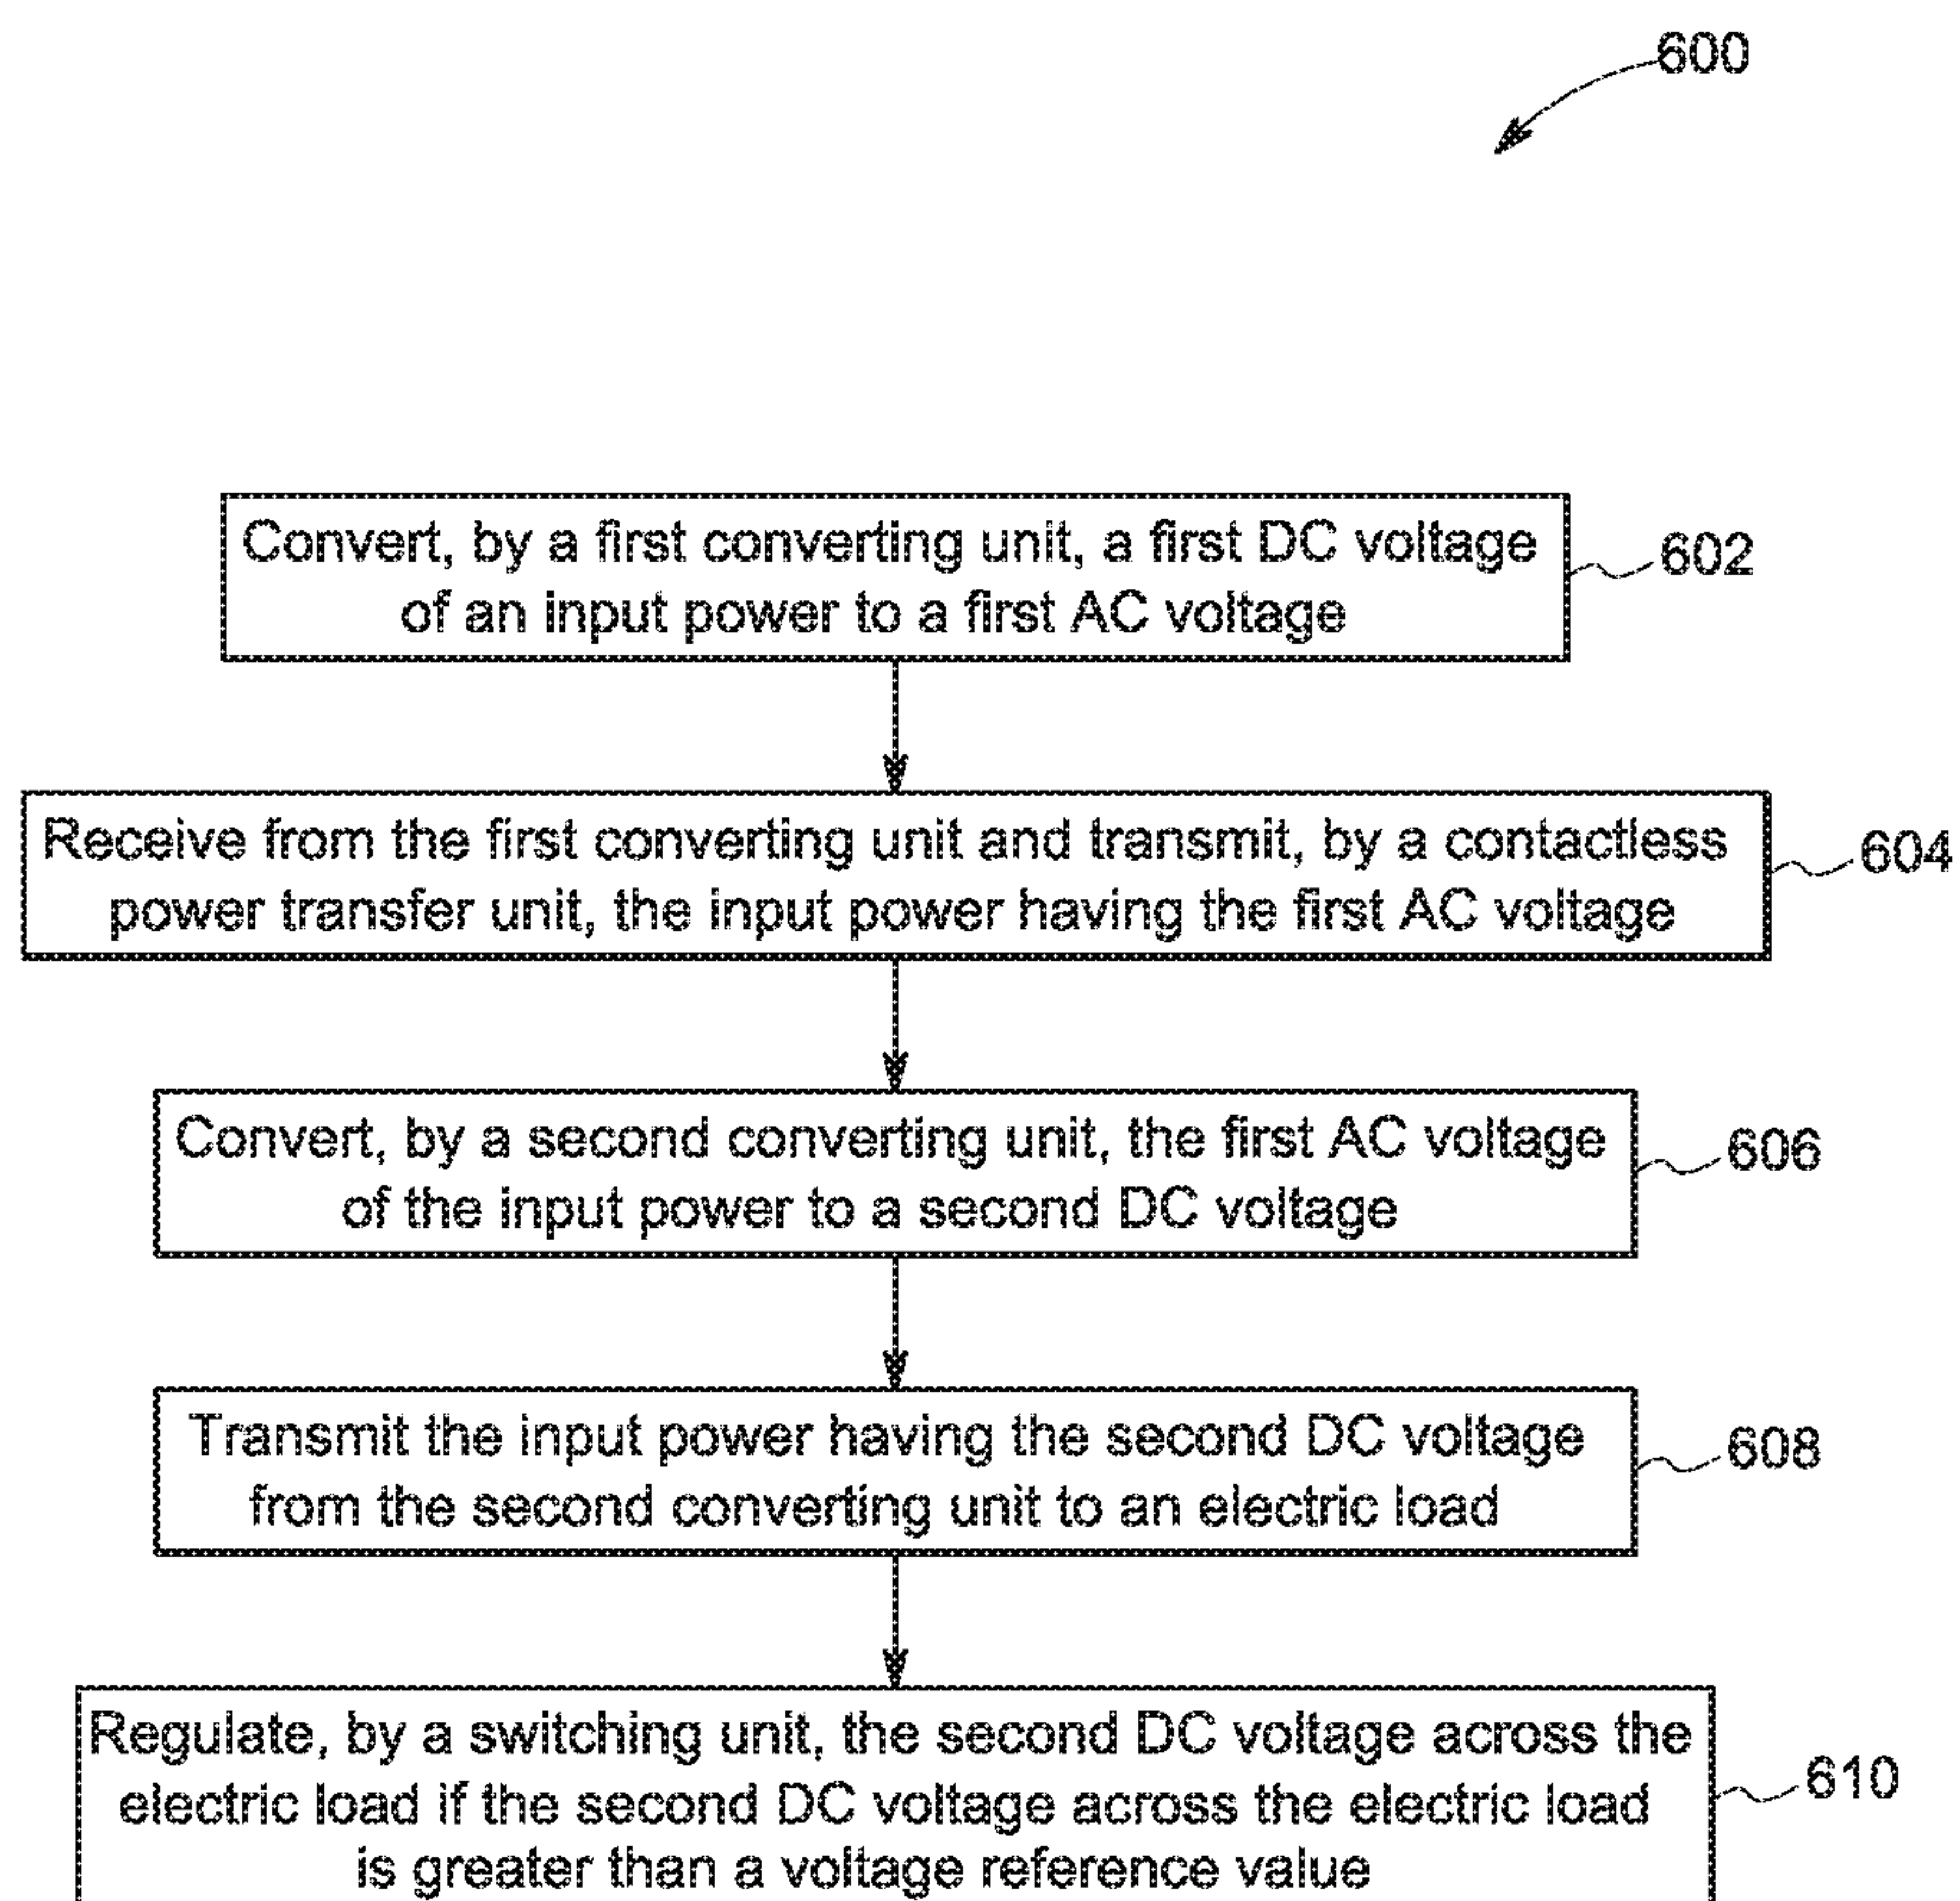 600
Convert, by a first converting unit, a first DC voltage
of an input power to a first AC voltage
602
Receive from the first converting unit and transmit, by a contactless
power transfer unit, the input power having the first AC voltage
604
Convert, by a second converting unit, the first AC voltage
of the input power to a second DC voltage
606
Transmit the input power having the second DC voltage
from the second converting unit to an electric load
608
Regulate, by a switching unit, the second DC voltage across the
electric load if the second DC voltage across the electric load
is greater than a voltage reference value
610